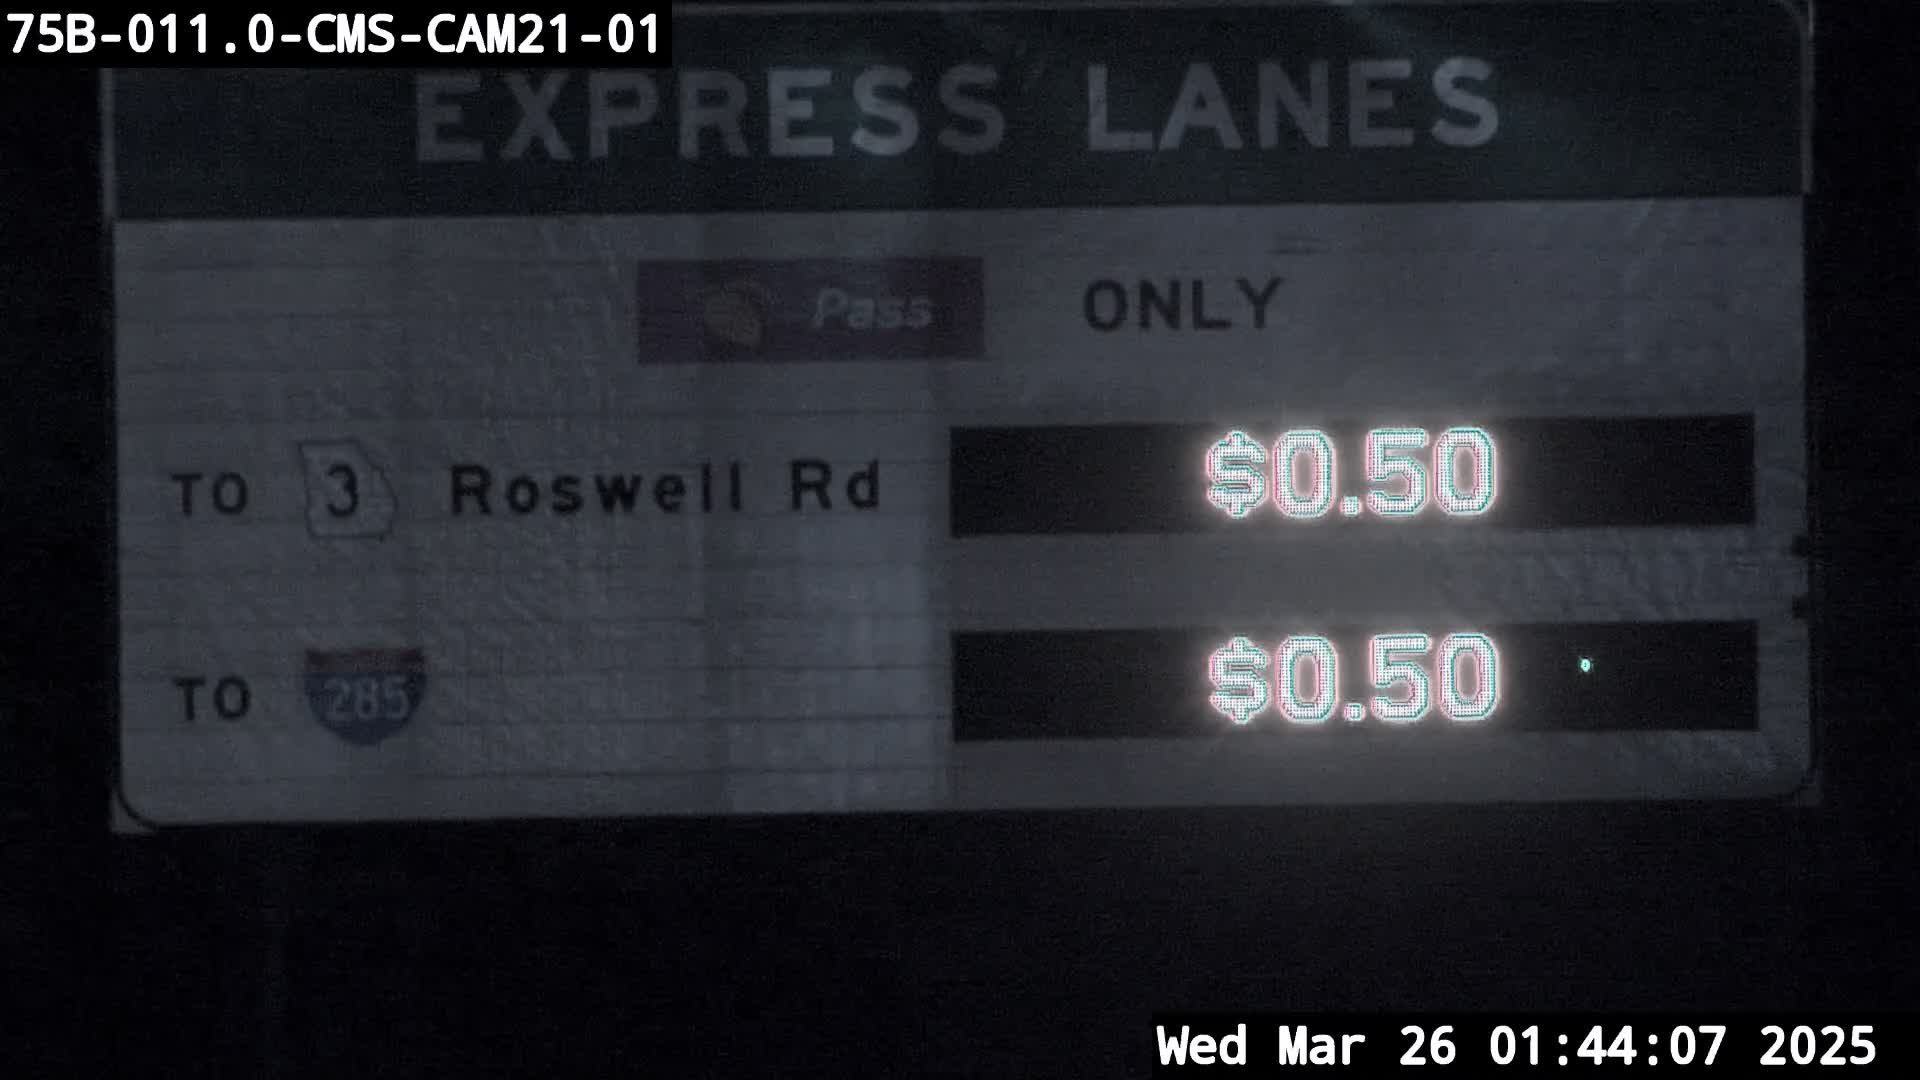 75B-011.0-CMS-CAM21-01
EXPRESS LANES
Pass ONLY
TO 3 Roswell Rd $0.50
TO 285 $0.50
Wed Mar 26 01:44:07 2025